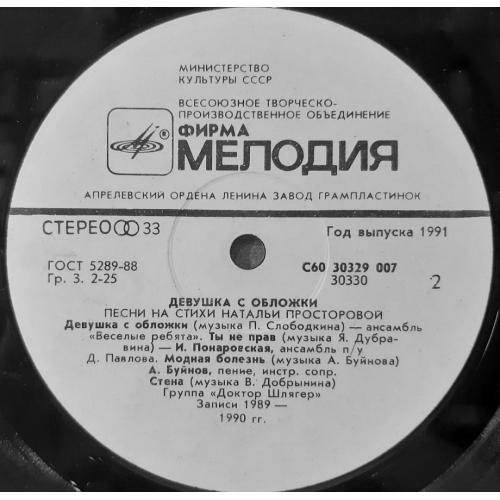 МИНИСТЕРСТВО
КУЛЬТУРЫ СССР
ВСЕСОЮЗНОЕ ТВОРЧЕСКО-
ПРОИЗВОДСТВЕННОЕ ОБЪЕДИНЕНИЕ
ФИРМА
МЕЛОДИЯ
АПРЕЛЕВСКИЙ ОРДЕНА ЛЕНИНА ЗАВОД ГРАМПЛАСТИНОК
СТЕРЕО 33
Год выпуска 1991
ГОСТ 5289-88
Гр. 3. 2-25
С60 30329 007
30330
2
ДЕВУШКА С ОБЛОЖКИ
ПЕСНИ НА СТИХИ НАТАЛЬИ ПРОСТОРОВОЙ
Девушка с обложки (музыка П. Слободкина) — ансамбль
«Веселые ребята». Ты не прав (музыка Я. Дубра-
вина) — И. Понаровская, ансамбль п/у
Д. Павлова. Модная болезнь (музыка А. Буйнова)
А. Буйнов, пение, инстр. сопр.
Стена (музыка В. Добрынина)
Группа «Доктор Шлягер»
Записи 1989 —
1990 гг.